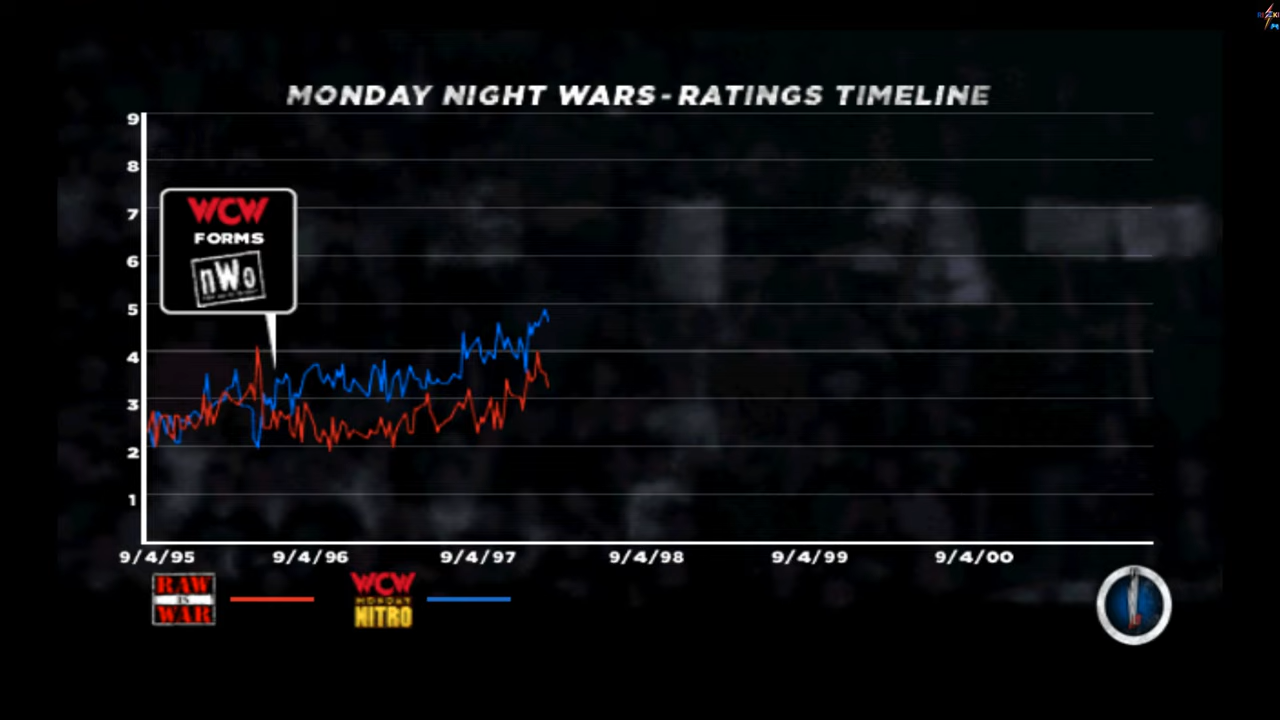 MONDAY NIGHT WARS - RATINGS TIMELINE
9
8
7
6
5
4
3
2
1
WCW
FORMS
nWo
9/4/95 9/4/96 9/4/97 9/4/98 9/4/99 9/4/00
RAW
IS
WAR
WCW
MONDAY
NITRO